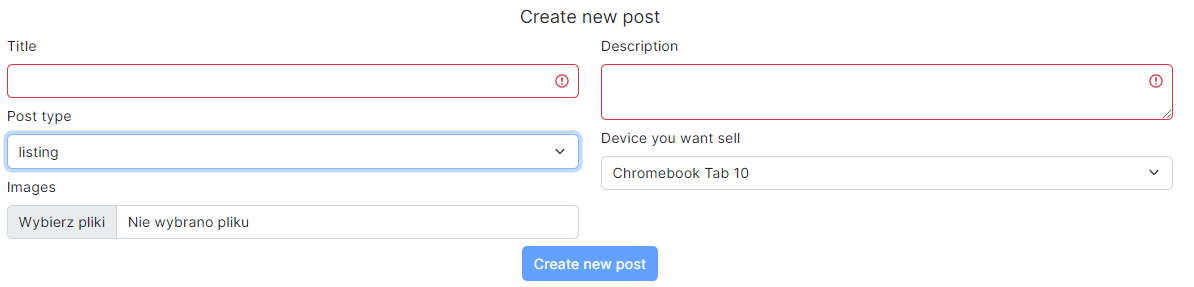 Create new post
Title
Description
Post type
listing
Device you want sell
Chromebook Tab 10
Images
Wybierz pliki Nie wybrano pliku
Create new post